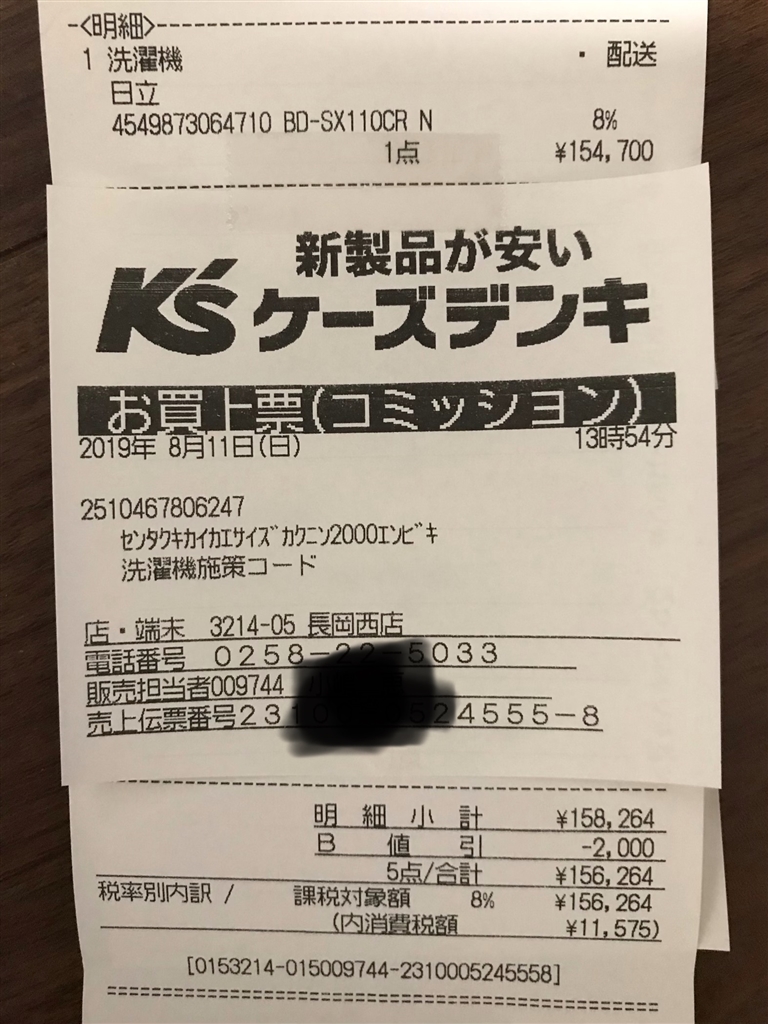 -<明細>-----------------------
1 洗濯機 ・ 配送
日立
4549873064710 BD-SX110CR N 8%
1点 ¥154,700
新製品が安い
K's ケーズデンキ
お買上票(コミッション)
2019年 8月11日(日) 13時54分
2510467806247
センタクキカイカエサイズカクニン2000エンビキ
洗濯機施策コード
店・端末 3214-05 長岡西店
電話番号 0258-22-5033
販売担当者009744
売上伝票番号2310 524555-8
明細小計 ¥158,264
B 値引 -2,000
5点/合計 ¥156,264
税率別内訳 / 課税対象額 8% ¥156,264
(内消費税額 ¥11,575)
[0153214-015009744-2310005245558]